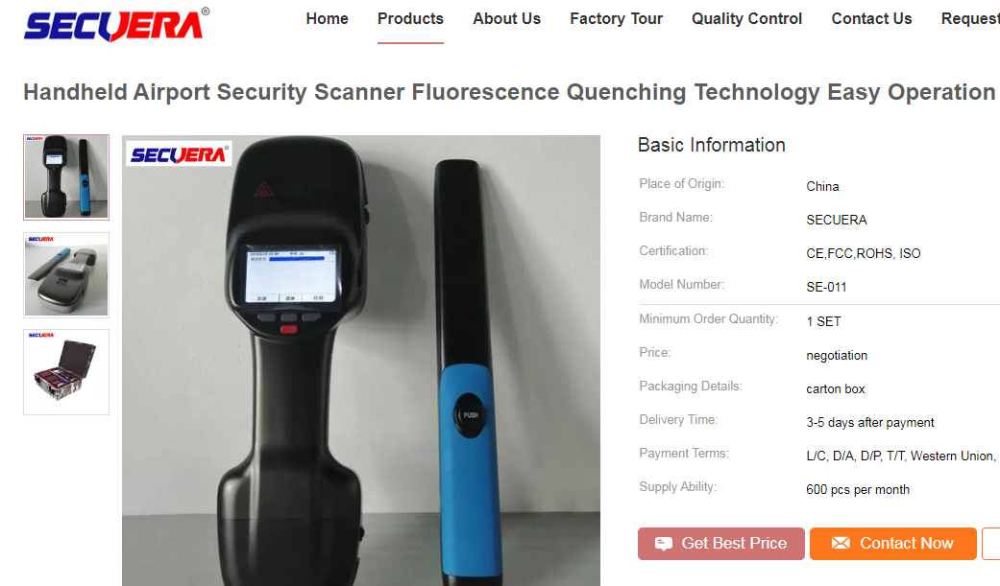 SECUERA®
Home Products About Us Factory Tour Quality Control Contact Us Request
Handheld Airport Security Scanner Fluorescence Quenching Technology Easy Operation
SECUERA
SECUERA®
PUSH
SECUERA
SECUERA
Basic Information
Place of Origin: China
Brand Name: SECUERA
Certification: CE,FCC,ROHS, ISO
Model Number: SE-011
Minimum Order Quantity: 1 SET
Price: negotiation
Packaging Details: carton box
Delivery Time: 3-5 days after payment
Payment Terms: L/C, D/A, D/P, T/T, Western Union,
Supply Ability: 600 pcs per month
Get Best Price Contact Now